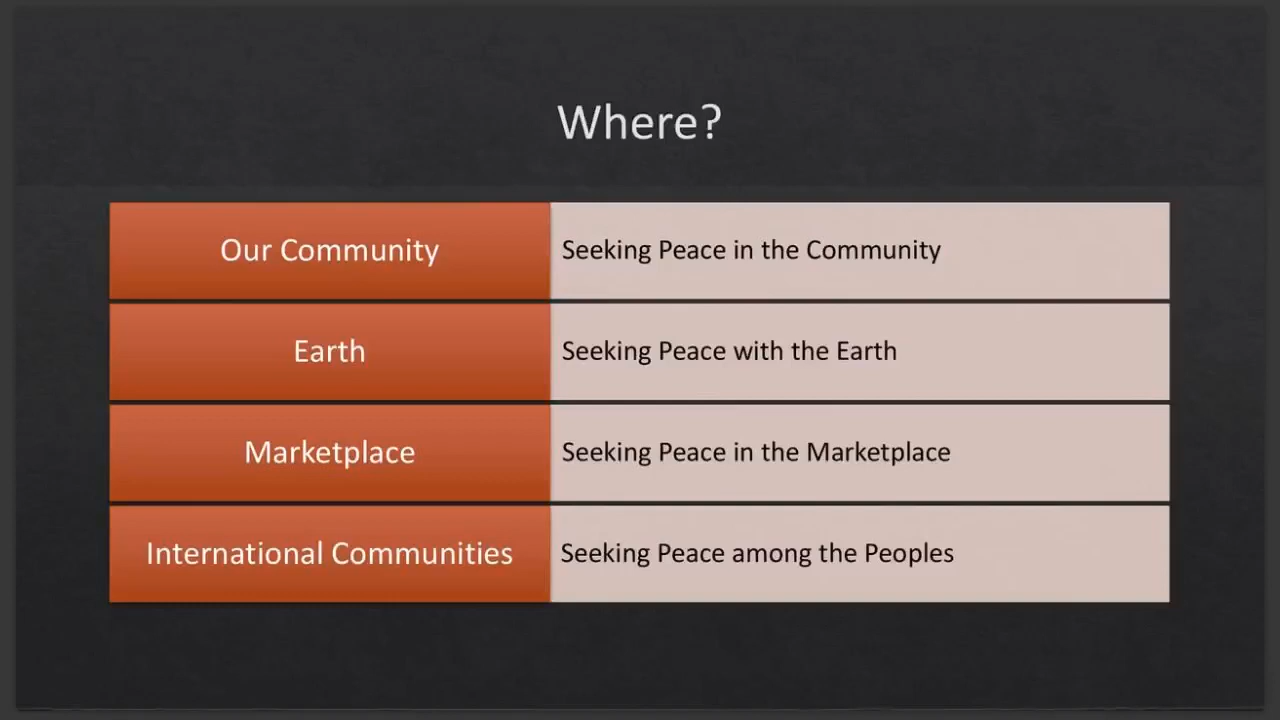 Where?
Our Community
Seeking Peace in the Community
Earth
Seeking Peace with the Earth
Marketplace
Seeking Peace in the Marketplace
International Communities
Seeking Peace among the Peoples